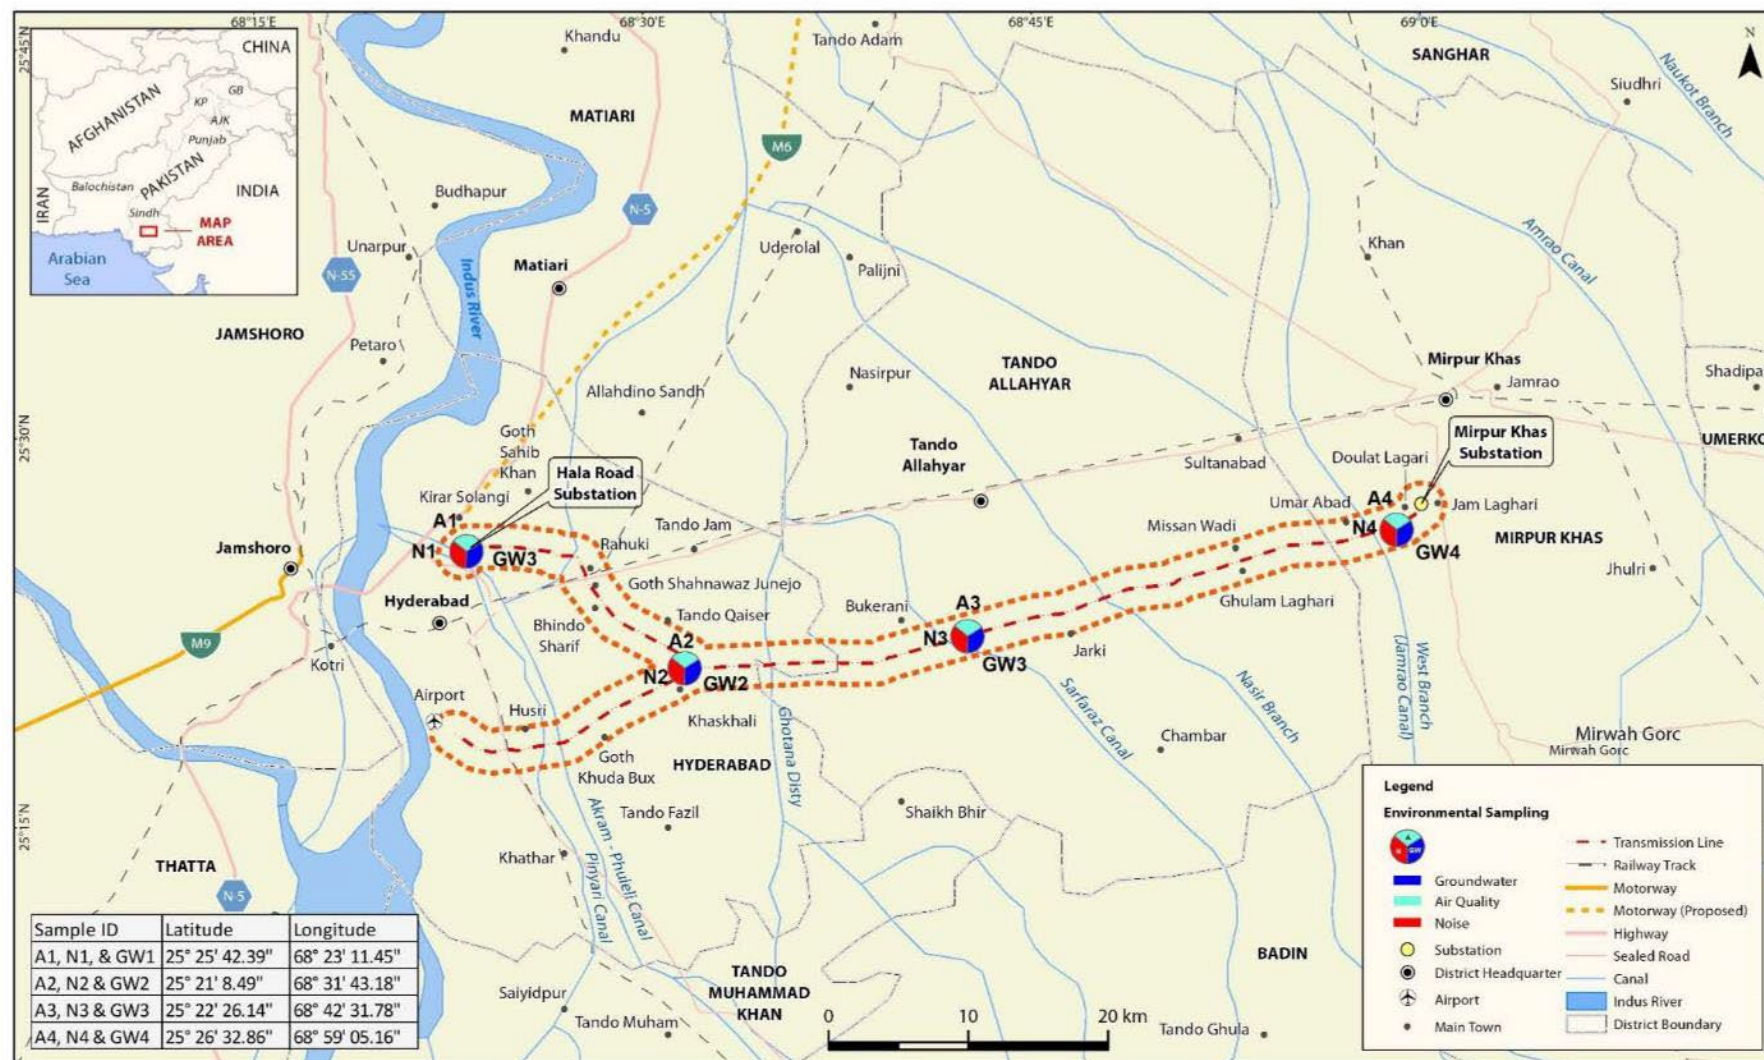 68°15'E
68°30'E
68°45'E
69°0'E
25°45'N
25°30'N
25°15'N
N
CHINA
AFGHANISTAN
GB
KP
AJK
Punjab
PAKISTAN
INDIA
Balochistan
IRAN
Sindh
MAP
AREA
Arabian
Sea
Khandu
Tando Adam
SANGHAR
Siudhri
Naukot Branch
MATIARI
M6
Budhapur
N-5
Unarpur
N-55
Indus River
Matiari
Uderolal
Palijni
Khan
Amrao Canal
JAMSHORO
Petaro
Allahdino Sandh
Nasirpur
TANDO
ALLAHYAR
Mirpur Khas
Jamrao
Shadipa
UMERKO
Goth
Sahib
Khan
Hala Road
Substation
Tando
Allahyar
Sultanabad
Doulat Lagari
Mirpur Khas
Substation
Kirar Solangi
A1
N1
GW3
Rahuki
Tando Jam
Missan Wadi
Umar Abad
A4
N4
GW4
Jam Laghari
MIRPUR KHAS
Jhulri
Jamshoro
Hyderabad
Goth Shahnawaz Junejo
Bhindo
Sharif
Tando Qaiser
A2
N2
GW2
Bukerani
A3
N3
GW3
Jarki
Ghulam Laghari
M9
Kotri
Airport
Husri
Goth
Khuda Bux
Khaskhali
HYDERABAD
Ghotana Disty
Sarfaraz Canal
Nasir Branch
West Branch
(Jamrao Canal)
Chambar
Mirwah Gorc
Mirwah Gorc
Tando Fazil
Shaikh Bhir
Akram - Phuleli Canal
Pinyari Canal
Khathar
THATTA
N-5
BADIN
TANDO
MUHAMMAD
KHAN
Saiyidpur
Tando Muham
Tando Ghula
0 10 20 km
Sample ID Latitude Longitude
A1, N1, & GW1 25° 25' 42.39" 68° 23' 11.45"
A2, N2 & GW2 25° 21' 8.49" 68° 31' 43.18"
A3, N3 & GW3 25° 22' 26.14" 68° 42' 31.78"
A4, N4 & GW4 25° 26' 32.86" 68° 59' 05.16"
Legend
Environmental Sampling
A
N
GW
Groundwater
Air Quality
Noise
Substation
District Headquarter
Airport
Main Town
Transmission Line
Railway Track
Motorway
Motorway (Proposed)
Highway
Sealed Road
Canal
Indus River
District Boundary